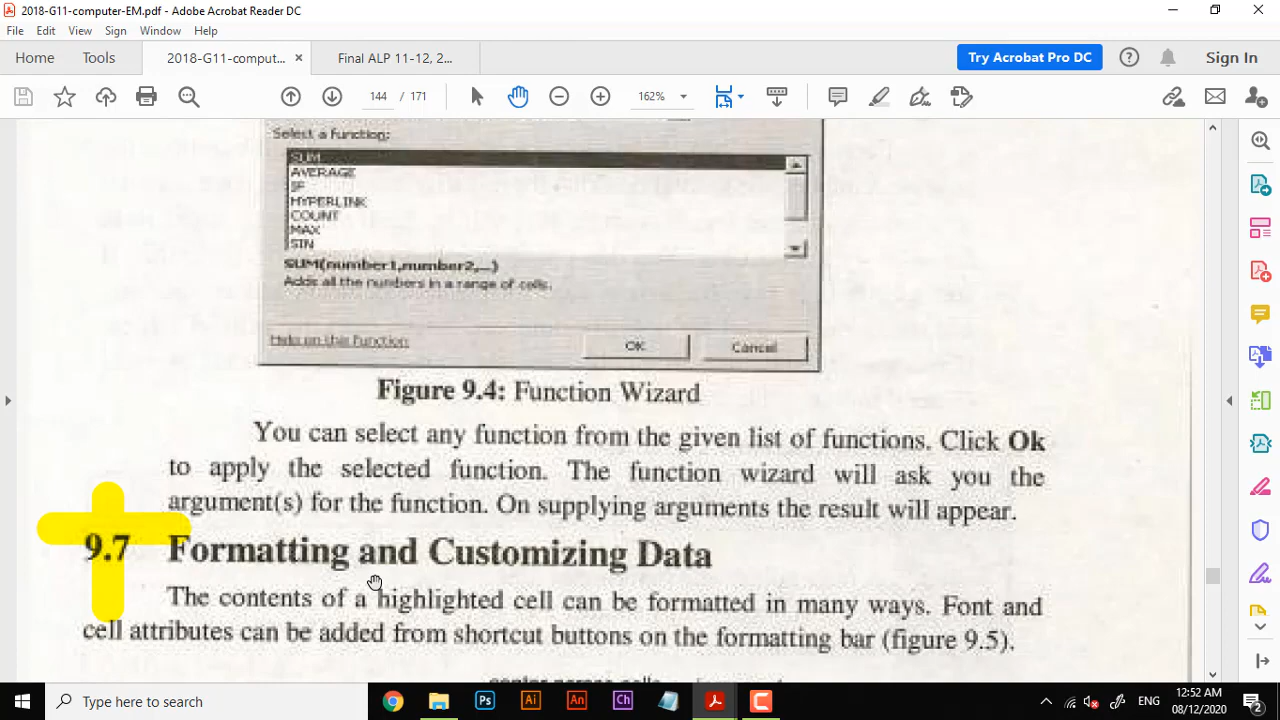 2018-G11-computer-EM.pdf - Adobe Acrobat Reader DC
File Edit View Sign Window Help
Home Tools 2018-G11-comput... × Final ALP 11-12, 2... Try Acrobat Pro DC Sign In
144 / 171 162%
Select a function:
SUM
AVERAGE
IF
HYPERLINK
COUNT
MAX
SIN
SUM(number1,number2,...)
Adds all the numbers in a range of cells.
Help on this function OK Cancel
Figure 9.4: Function Wizard
You can select any function from the given list of functions. Click Ok
to apply the selected function. The function wizard will ask you the
argument(s) for the function. On supplying arguments the result will appear.
9.7 Formatting and Customizing Data
The contents of a highlighted cell can be formatted in many ways. Font and
cell attributes can be added from shortcut buttons on the formatting bar (figure 9.5).
Type here to search
Ps Ai An Ch
ENG
12:52 AM
08/12/2020
2